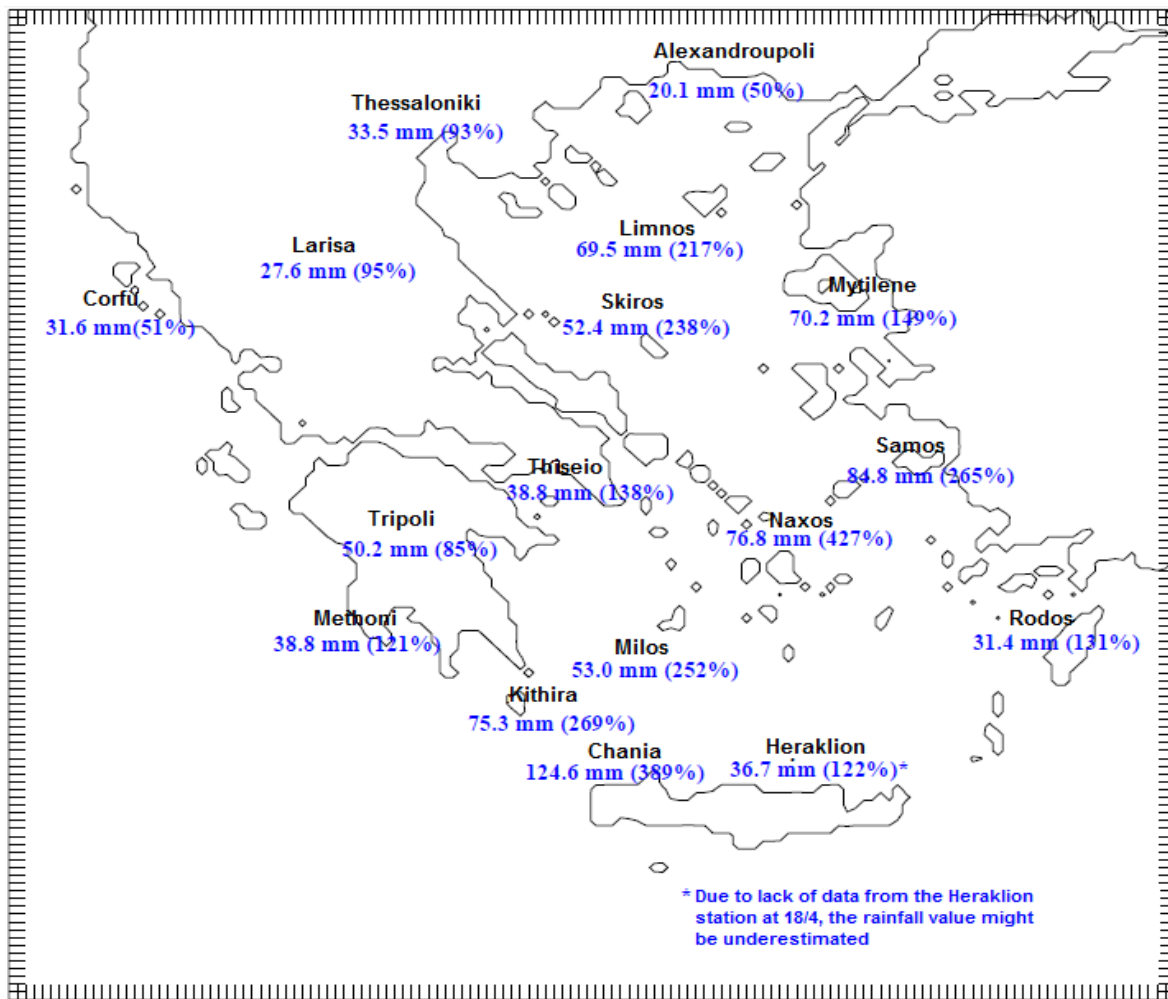 Alexandroupoli
20.1 mm (50%)
Thessaloniki
33.5 mm (93%)
Limnos
69.5 mm (217%)
Larisa
27.6 mm (95%)
Mytilene
70.2 mm (149%)
Corfu
31.6 mm(51%)
Skiros
52.4 mm (238%)
Samos
84.8 mm (265%)
Thiseio
38.8 mm (138%)
Tripoli
50.2 mm (85%)
Naxos
76.8 mm (427%)
Methoni
38.8 mm (121%)
Rodos
31.4 mm (131%)
Milos
53.0 mm (252%)
Kithira
75.3 mm (269%)
Chania
124.6 mm (389%)
Heraklion
36.7 mm (122%)*
* Due to lack of data from the Heraklion
station at 18/4, the rainfall value might
be underestimated